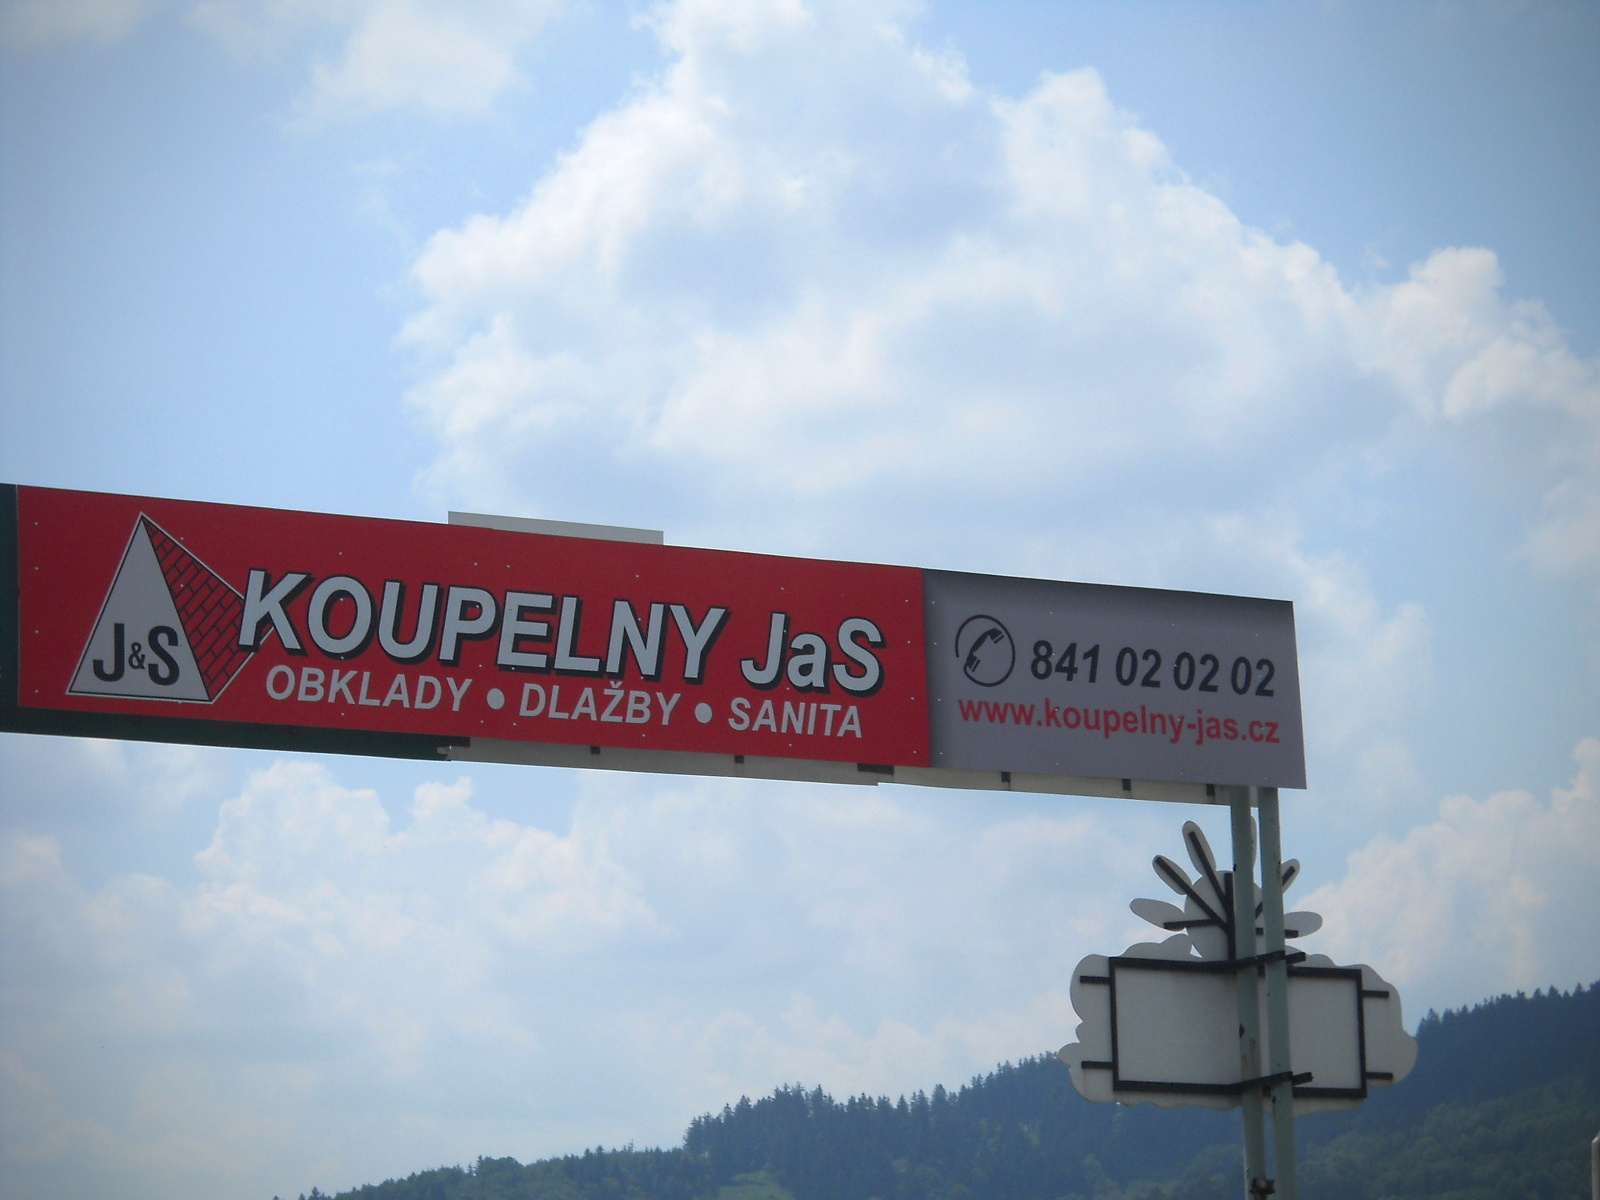 J&S
KOUPELNY JaS
OBKLADY • DLAŽBY • SANITA
841 02 02 02
www.koupelny-jas.cz